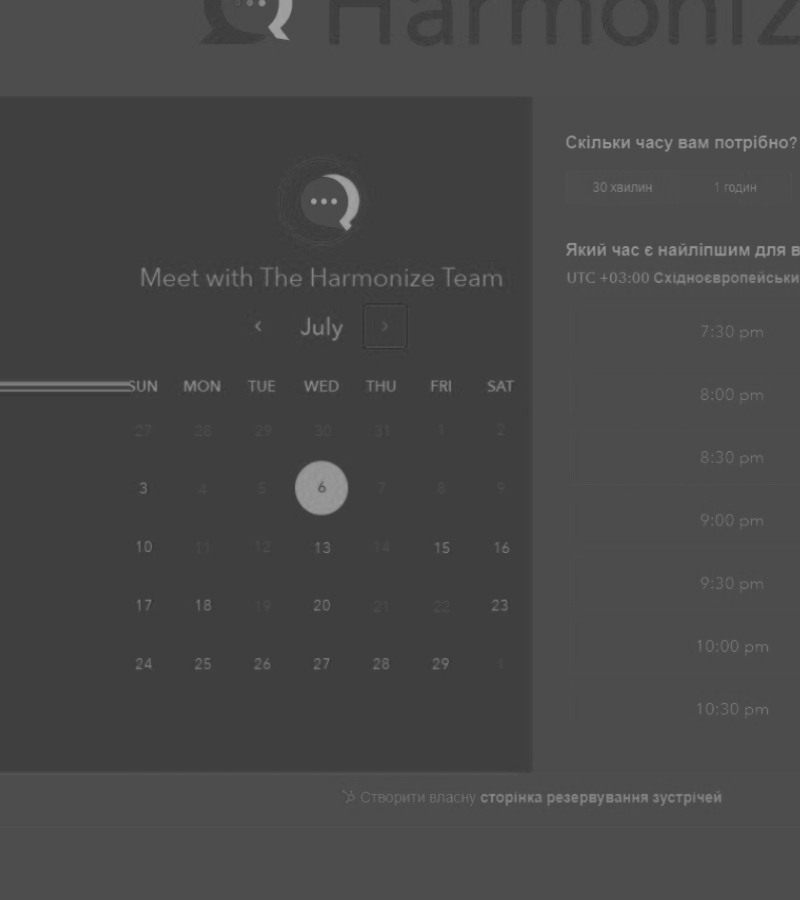 Harmoniz
Meet with The Harmonize Team
July
SUN MON TUE WED THU FRI SAT
27 28 29 30 31 1 2
3 4 5 6 7 8 9
10 11 12 13 14 15 16
17 18 19 20 21 22 23
24 25 26 27 28 29 1
Скільки часу вам потрібно?
30 хвилин 1 годин
Який час є найліпшим для в
UTC +03:00 Східноєвропейськи
7:30 pm
8:00 pm
8:30 pm
9:00 pm
9:30 pm
10:00 pm
10:30 pm
Створити власну сторінка резервування зустрічей